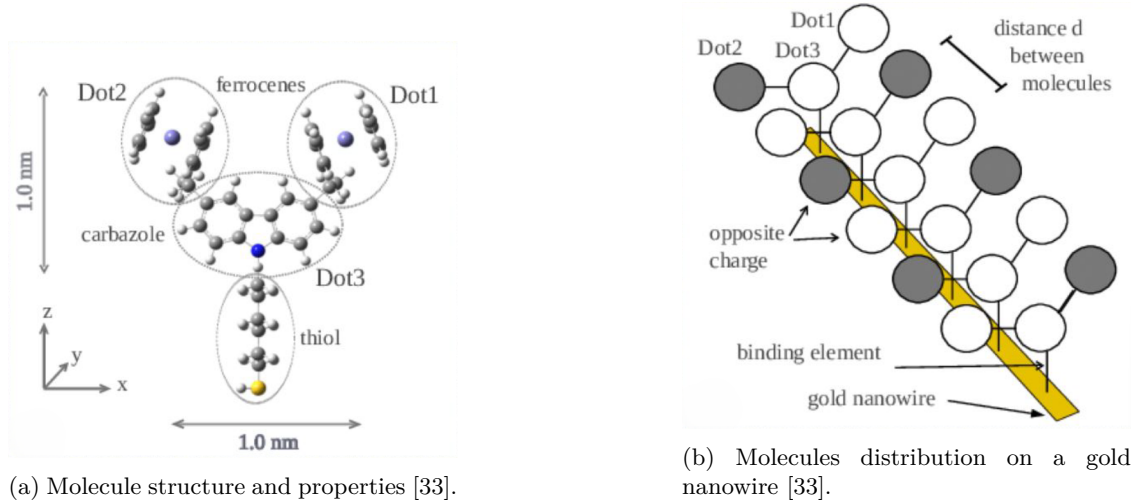 Dot2
ferrocenes
Dot1
1.0 nm
carbazole
Dot3
z
y
x
thiol
1.0 nm
(a) Molecule structure and properties [33].
Dot1
Dot2
Dot3
distance d
between
molecules
opposite
charge
binding element
gold nanowire
(b) Molecules distribution on a gold
nanowire [33].